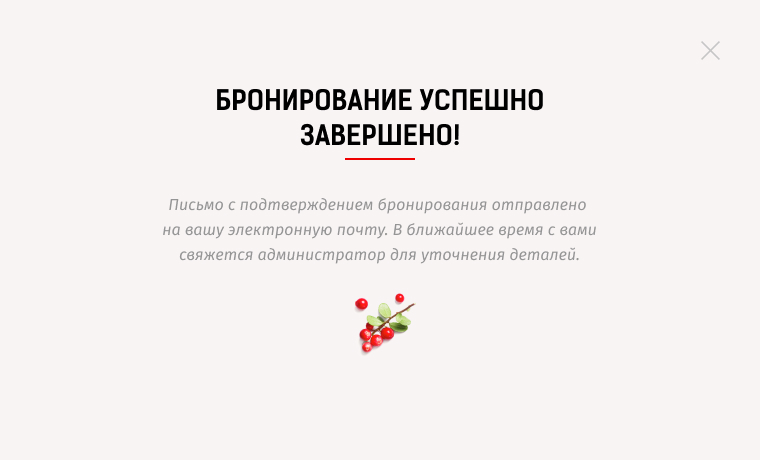 БРОНИРОВАНИЕ УСПЕШНО
ЗАВЕРШЕНО!
Письмо с подтверждением бронирования отправлено
на вашу электронную почту. В ближайшее время с вами
свяжется администратор для уточнения деталей.